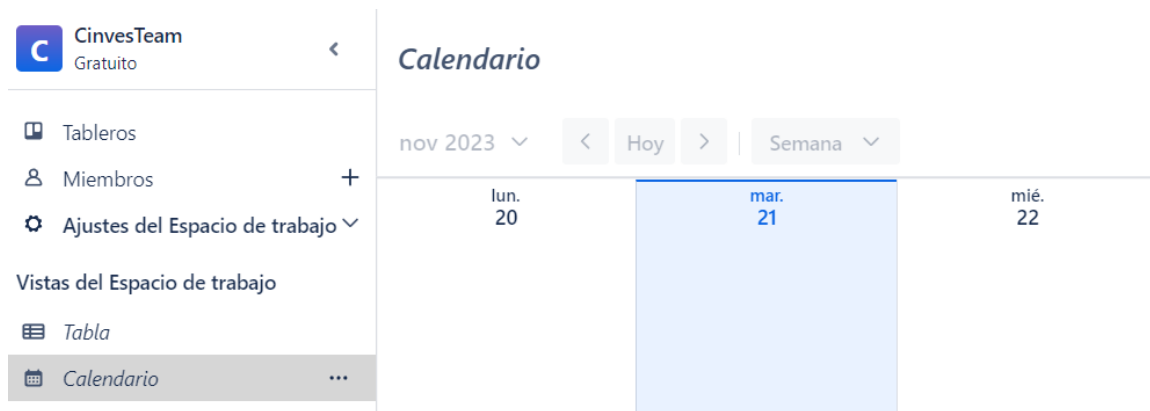 C
CinvesTeam
Gratuito
Tableros
Miembros
Ajustes del Espacio de trabajo
Vistas del Espacio de trabajo
Tabla
Calendario
Calendario
nov 2023
Hoy
Semana
lun.
20
mar.
21
mié.
22